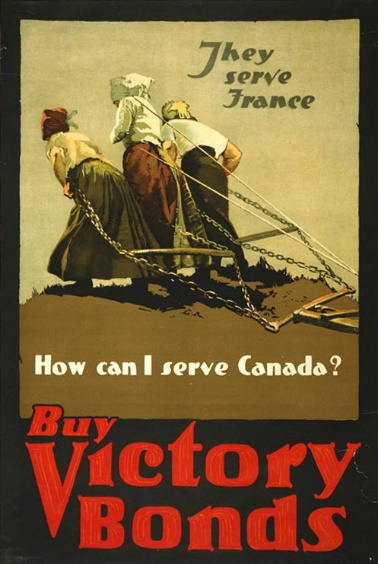 They
serve
France
How can I serve Canada?
Buy
Victory
Bonds